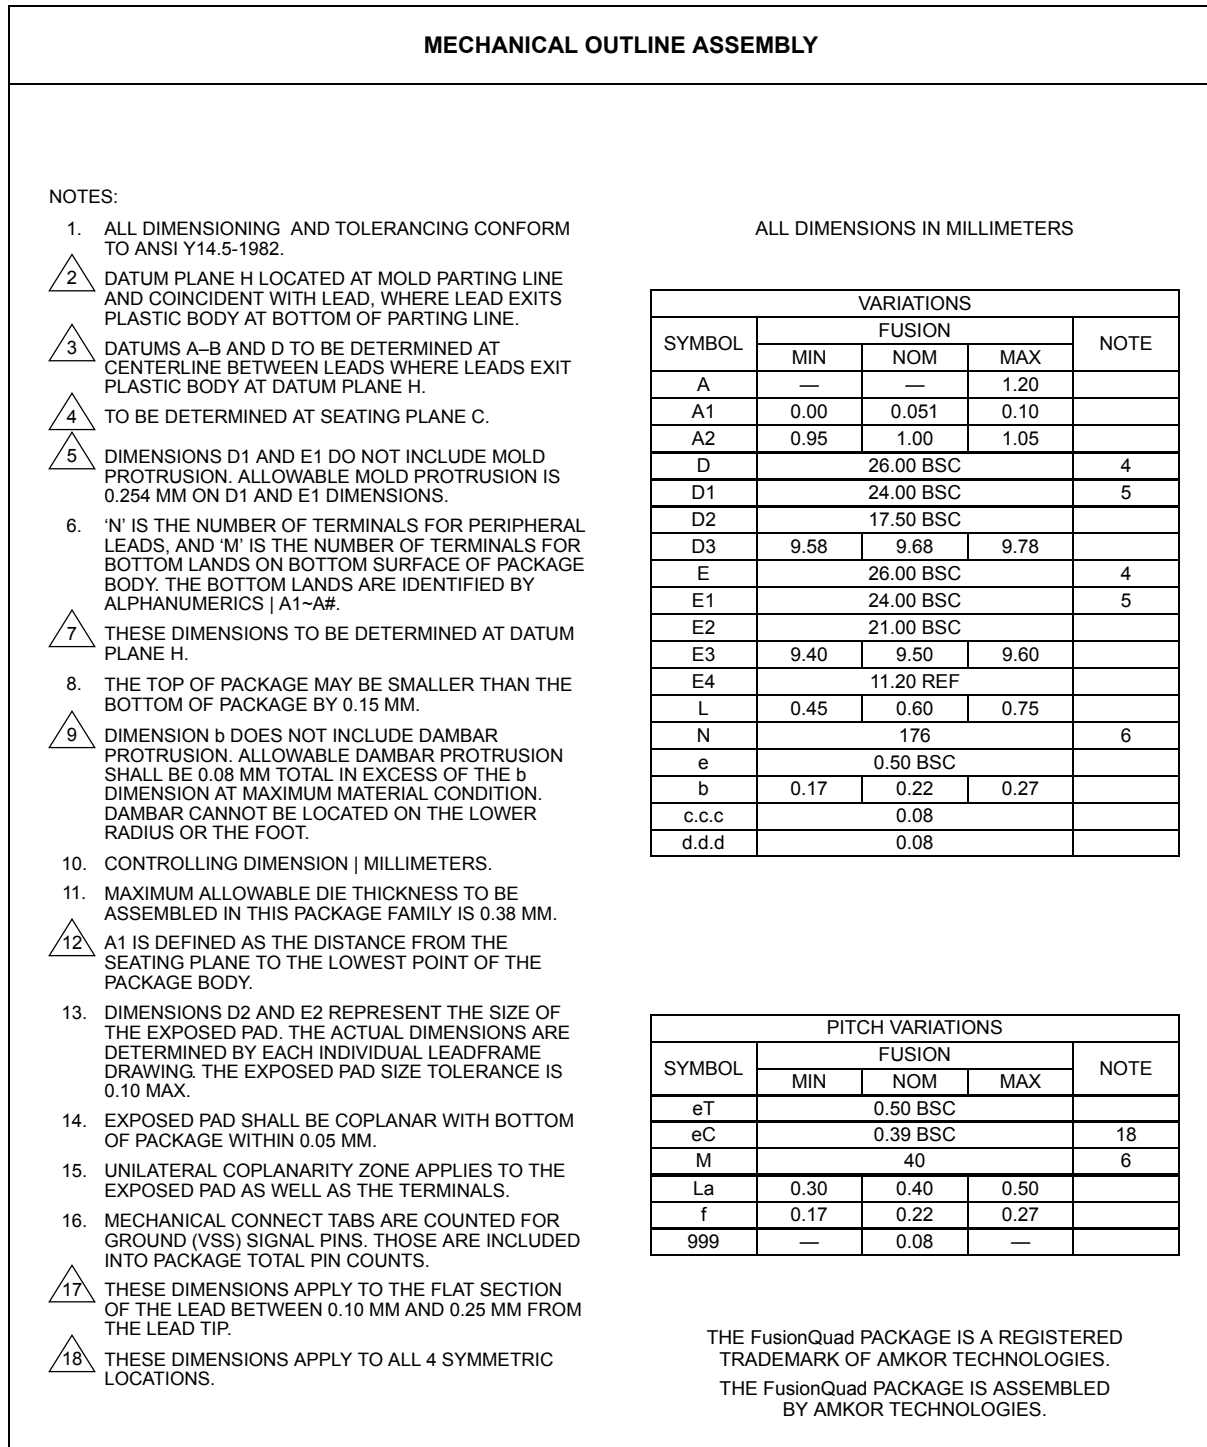 MECHANICAL OUTLINE ASSEMBLY
NOTES:
1. ALL DIMENSIONING AND TOLERANCING CONFORM
TO ANSI Y14.5-1982.
2 DATUM PLANE H LOCATED AT MOLD PARTING LINE
AND COINCIDENT WITH LEAD, WHERE LEAD EXITS
PLASTIC BODY AT BOTTOM OF PARTING LINE.
3 DATUMS A–B AND D TO BE DETERMINED AT
CENTERLINE BETWEEN LEADS WHERE LEADS EXIT
PLASTIC BODY AT DATUM PLANE H.
4 TO BE DETERMINED AT SEATING PLANE C.
5 DIMENSIONS D1 AND E1 DO NOT INCLUDE MOLD
PROTRUSION. ALLOWABLE MOLD PROTRUSION IS
0.254 MM ON D1 AND E1 DIMENSIONS.
6. ‘N’ IS THE NUMBER OF TERMINALS FOR PERIPHERAL
LEADS, AND ‘M’ IS THE NUMBER OF TERMINALS FOR
BOTTOM LANDS ON BOTTOM SURFACE OF PACKAGE
BODY. THE BOTTOM LANDS ARE IDENTIFIED BY
ALPHANUMERICS | A1~A#.
7 THESE DIMENSIONS TO BE DETERMINED AT DATUM
PLANE H.
8. THE TOP OF PACKAGE MAY BE SMALLER THAN THE
BOTTOM OF PACKAGE BY 0.15 MM.
9 DIMENSION b DOES NOT INCLUDE DAMBAR
PROTRUSION. ALLOWABLE DAMBAR PROTRUSION
SHALL BE 0.08 MM TOTAL IN EXCESS OF THE b
DIMENSION AT MAXIMUM MATERIAL CONDITION.
DAMBAR CANNOT BE LOCATED ON THE LOWER
RADIUS OR THE FOOT.
10. CONTROLLING DIMENSION | MILLIMETERS.
11. MAXIMUM ALLOWABLE DIE THICKNESS TO BE
ASSEMBLED IN THIS PACKAGE FAMILY IS 0.38 MM.
12 A1 IS DEFINED AS THE DISTANCE FROM THE
SEATING PLANE TO THE LOWEST POINT OF THE
PACKAGE BODY.
13. DIMENSIONS D2 AND E2 REPRESENT THE SIZE OF
THE EXPOSED PAD. THE ACTUAL DIMENSIONS ARE
DETERMINED BY EACH INDIVIDUAL LEADFRAME
DRAWING. THE EXPOSED PAD SIZE TOLERANCE IS
0.10 MAX.
14. EXPOSED PAD SHALL BE COPLANAR WITH BOTTOM
OF PACKAGE WITHIN 0.05 MM.
15. UNILATERAL COPLANARITY ZONE APPLIES TO THE
EXPOSED PAD AS WELL AS THE TERMINALS.
16. MECHANICAL CONNECT TABS ARE COUNTED FOR
GROUND (VSS) SIGNAL PINS. THOSE ARE INCLUDED
INTO PACKAGE TOTAL PIN COUNTS.
17 THESE DIMENSIONS APPLY TO THE FLAT SECTION
OF THE LEAD BETWEEN 0.10 MM AND 0.25 MM FROM
THE LEAD TIP.
18 THESE DIMENSIONS APPLY TO ALL 4 SYMMETRIC
LOCATIONS.
ALL DIMENSIONS IN MILLIMETERS
VARIATIONS
SYMBOL FUSION NOTE
MIN NOM MAX
A — — 1.20
A1 0.00 0.051 0.10
A2 0.95 1.00 1.05
D 26.00 BSC 4
D1 24.00 BSC 5
D2 17.50 BSC
D3 9.58 9.68 9.78
E 26.00 BSC 4
E1 24.00 BSC 5
E2 21.00 BSC
E3 9.40 9.50 9.60
E4 11.20 REF
L 0.45 0.60 0.75
N 176 6
e 0.50 BSC
b 0.17 0.22 0.27
c.c.c 0.08
d.d.d 0.08
PITCH VARIATIONS
SYMBOL FUSION NOTE
MIN NOM MAX
eT 0.50 BSC
eC 0.39 BSC 18
M 40 6
La 0.30 0.40 0.50
f 0.17 0.22 0.27
999 — 0.08 —
THE FusionQuad PACKAGE IS A REGISTERED
TRADEMARK OF AMKOR TECHNOLOGIES.
THE FusionQuad PACKAGE IS ASSEMBLED
BY AMKOR TECHNOLOGIES.